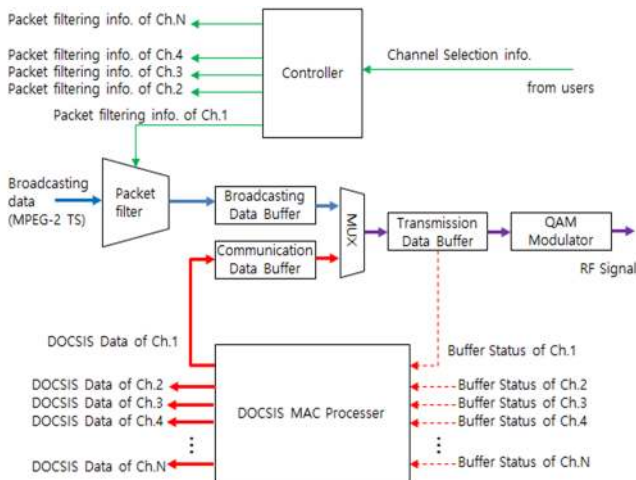 Packet filtering info. of Ch.N
Packet filtering info. of Ch.4
Packet filtering info. of Ch.3
Packet filtering info. of Ch.2
Packet filtering info. of Ch.1
Controller
Channel Selection info.
from users
Broadcasting
data
(MPEG-2 TS)
Packet
filter
Broadcasting
Data Buffer
Communication
Data Buffer
MUX
Transmission
Data Buffer
QAM
Modulator
RF Signal
DOCSIS Data of Ch.1
DOCSIS Data of Ch.2
DOCSIS Data of Ch.3
DOCSIS Data of Ch.4
DOCSIS Data of Ch.N
DOCSIS MAC Processer
Buffer Status of Ch.1
Buffer Status of Ch.2
Buffer Status of Ch.3
Buffer Status of Ch.4
Buffer Status of Ch.N